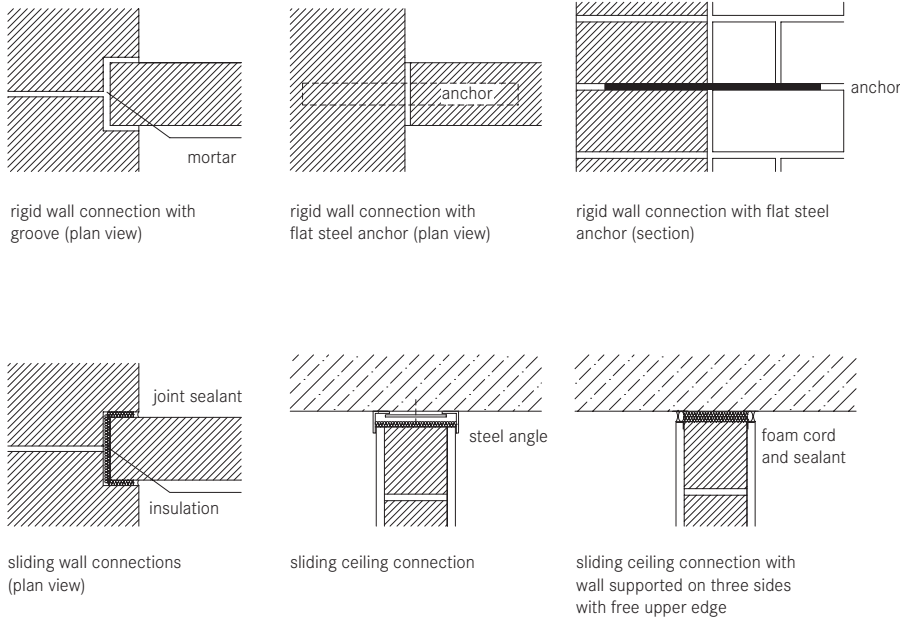 anchor
anchor
mortar
rigid wall connection with
groove (plan view)
rigid wall connection with
flat steel anchor (plan view)
rigid wall connection with flat steel
anchor (section)
joint sealant
insulation
steel angle
foam cord
and sealant
sliding wall connections
(plan view)
sliding ceiling connection
sliding ceiling connection with
wall supported on three sides
with free upper edge